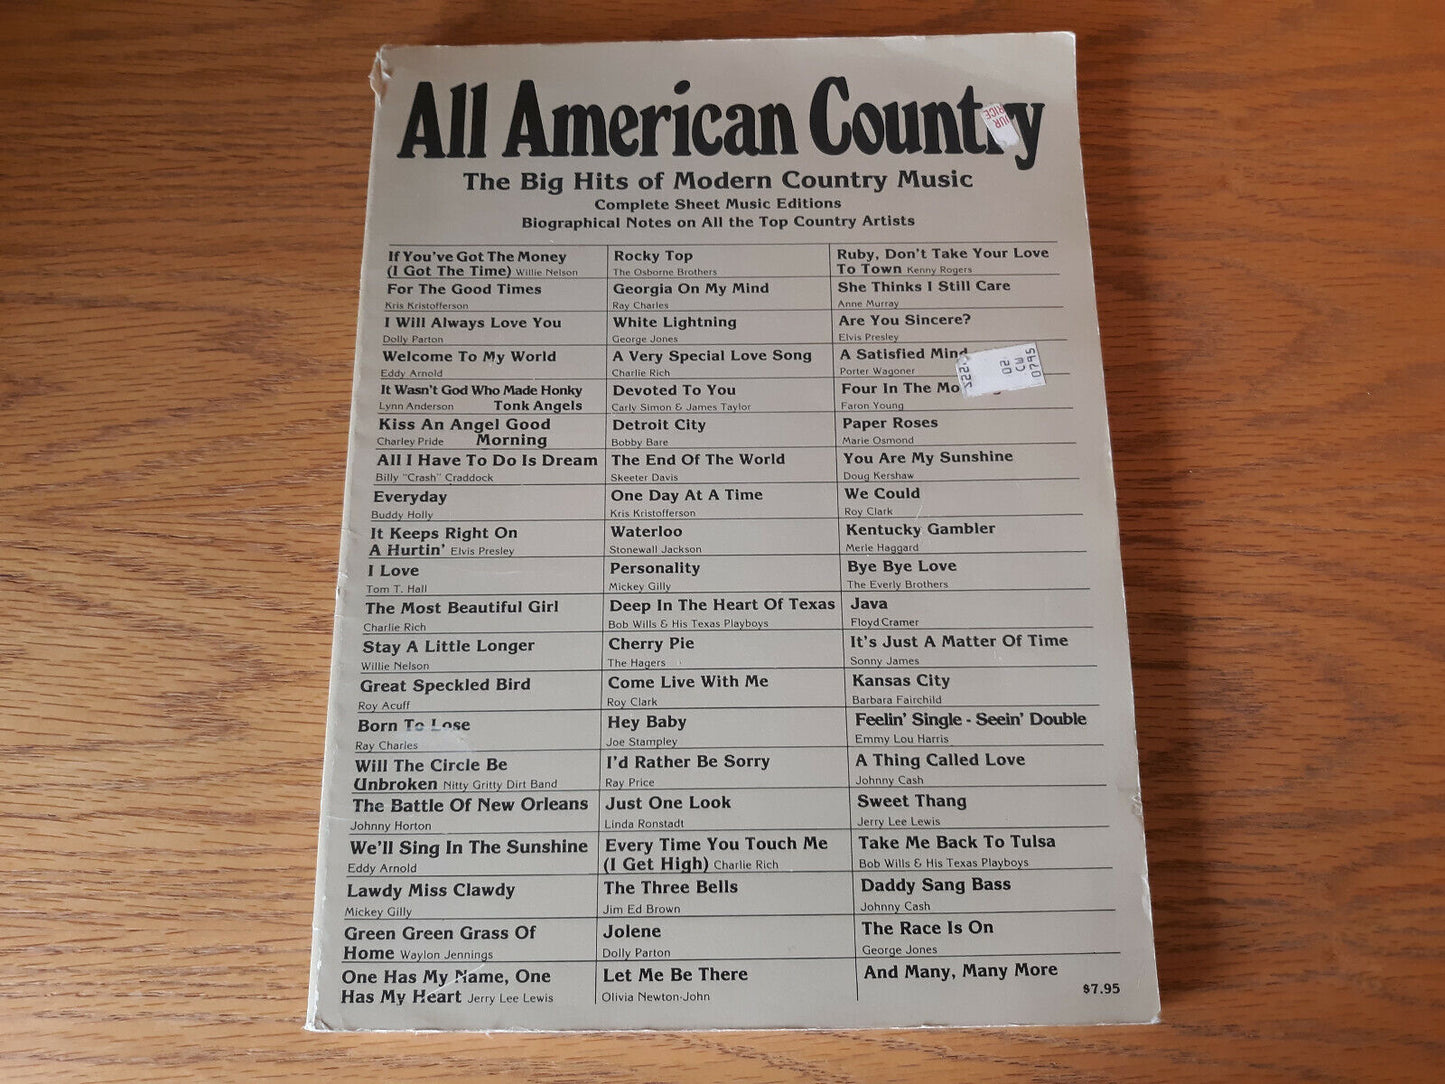 All American Country
The Big Hits of Modern Country Music
Complete Sheet Music Editions
Biographical Notes on All the Top Country Artists
If You've Got The Money
(I Got The Time) Willie Nelson
For The Good Times
Kris Kristofferson
I Will Always Love You
Dolly Parton
Welcome To My World
Eddy Arnold
It Wasn't God Who Made Honky
Lynn Anderson Tonk Angels
Kiss An Angel Good
Charley Pride Morning
All I Have To Do Is Dream
Billy "Crash" Craddock
Everyday
Buddy Holly
It Keeps Right On
A Hurtin' Elvis Presley
I Love
Tom T. Hall
The Most Beautiful Girl
Charlie Rich
Stay A Little Longer
Willie Nelson
Great Speckled Bird
Roy Acuff
Born To Lose
Ray Charles
Will The Circle Be
Unbroken Nitty Gritty Dirt Band
The Battle Of New Orleans
Johnny Horton
We'll Sing In The Sunshine
Eddy Arnold
Lawdy Miss Clawdy
Mickey Gilly
Green Green Grass Of
Home Waylon Jennings
One Has My Name, One
Has My Heart Jerry Lee Lewis
Rocky Top
The Osborne Brothers
Georgia On My Mind
Ray Charles
White Lightning
George Jones
A Very Special Love Song
Charlie Rich
Devoted To You
Carly Simon & James Taylor
Detroit City
Bobby Bare
The End Of The World
Skeeter Davis
One Day At A Time
Kris Kristofferson
Waterloo
Stonewall Jackson
Personality
Mickey Gilly
Deep In The Heart Of Texas
Bob Wills & His Texas Playboys
Cherry Pie
The Hagers
Come Live With Me
Roy Clark
Hey Baby
Joe Stampley
I'd Rather Be Sorry
Ray Price
Just One Look
Linda Ronstadt
Every Time You Touch Me
(I Get High) Charlie Rich
The Three Bells
Jim Ed Brown
Jolene
Dolly Parton
Let Me Be There
Olivia Newton-John
Ruby, Don't Take Your Love
To Town Kenny Rogers
She Thinks I Still Care
Anne Murray
Are You Sincere?
Elvis Presley
A Satisfied Mind
Porter Wagoner
Four In The
Faron Young
Paper Roses
Marie Osmond
You Are My Sunshine
Doug Kershaw
We Could
Roy Clark
Kentucky Gambler
Merle Haggard
Bye Bye Love
The Everly Brothers
Java
Floyd Cramer
It's Just A Matter Of Time
Sonny James
Kansas City
Barbara Fairchild
Feelin' Single - Seein' Double
Emmy Lou Harris
A Thing Called Love
Johnny Cash
Sweet Thang
Jerry Lee Lewis
Take Me Back To Tulsa
Bob Wills & His Texas Playboys
Daddy Sang Bass
Johnny Cash
The Race Is On
George Jones
And Many, Many More
$7.95
02
CW
0795